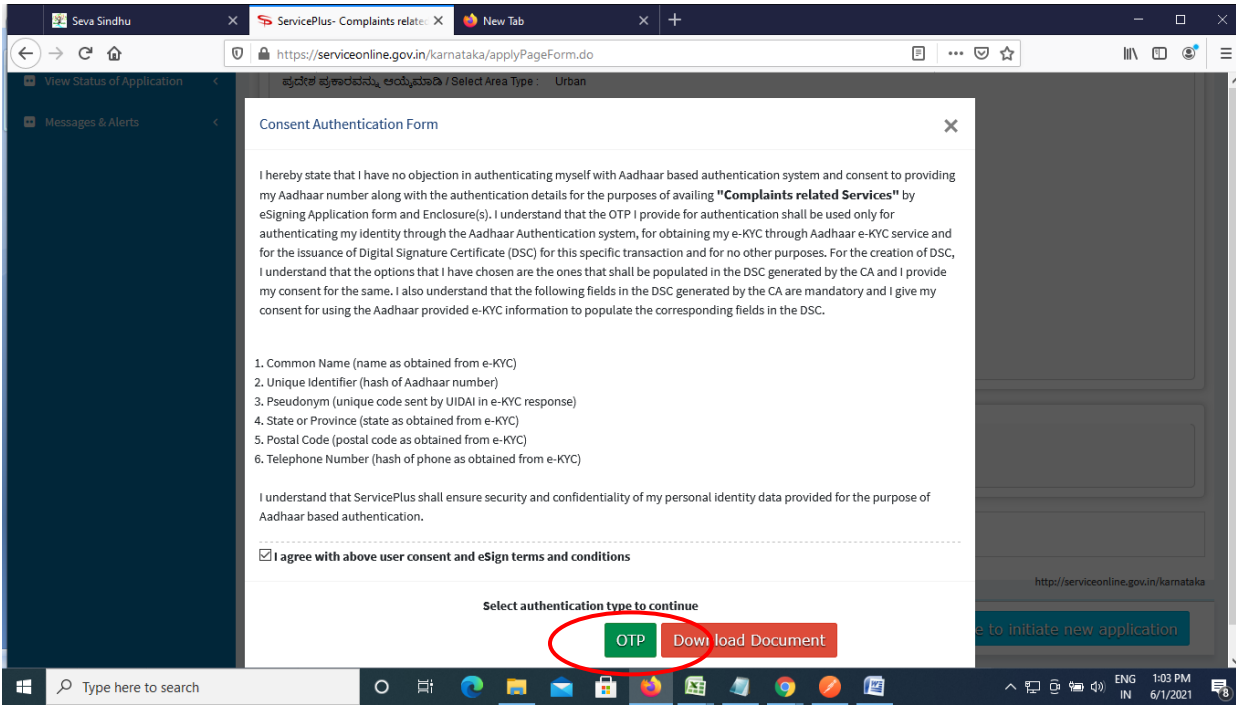 Seva Sindhu
ServicePlus- Complaints relate
New Tab
https://serviceonline.gov.in/karnataka/applyPageForm.do
View Status of Application
ಪ್ರದೇಶ ಪ್ರಕಾರವನ್ನು ಆಯ್ಕೆಮಾಡಿ / Select Area Type : Urban
Messages & Alerts
Consent Authentication Form
I hereby state that I have no objection in authenticating myself with Aadhaar based authentication system and consent to providing
my Aadhaar number along with the authentication details for the purposes of availing "Complaints related Services" by
eSigning Application form and Enclosure(s). I understand that the OTP I provide for authentication shall be used only for
authenticating my identity through the Aadhaar Authentication system, for obtaining my e-KYC through Aadhaar e-KYC service and
for the issuance of Digital Signature Certificate (DSC) for this specific transaction and for no other purposes. For the creation of DSC,
I understand that the options that I have chosen are the ones that shall be populated in the DSC generated by the CA and I provide
my consent for the same. I also understand that the following fields in the DSC generated by the CA are mandatory and I give my
consent for using the Aadhaar provided e-KYC information to populate the corresponding fields in the DSC.
1. Common Name (name as obtained from e-KYC)
2. Unique Identifier (hash of Aadhaar number)
3. Pseudonym (unique code sent by UIDAI in e-KYC response)
4. State or Province (state as obtained from e-KYC)
5. Postal Code (postal code as obtained from e-KYC)
6. Telephone Number (hash of phone as obtained from e-KYC)
I understand that ServicePlus shall ensure security and confidentiality of my personal identity data provided for the purpose of
Aadhaar based authentication.
I agree with above user consent and eSign terms and conditions
http://serviceonline.gov.in/karnataka
Select authentication type to continue
e to initiate new application
OTP Download Document
Type here to search
ENG 1:03 PM
IN 6/1/2021
8